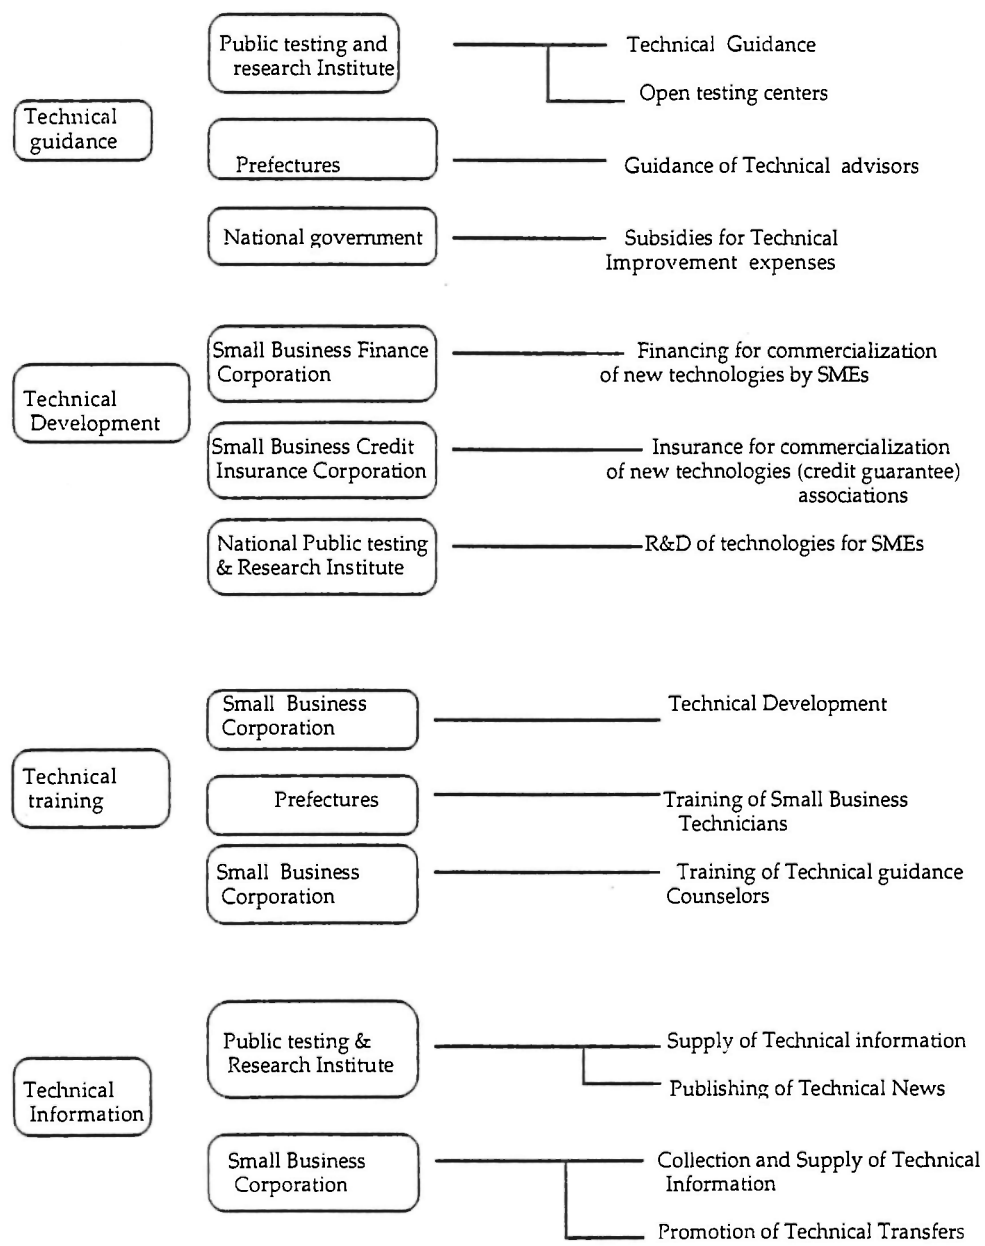 Public testing and
research Institute
Technical Guidance
Open testing centers
Technical
guidance
Prefectures
Guidance of Technical advisors
National government
Subsidies for Technical
Improvement expenses
Small Business Finance
Corporation
Financing for commercialization
of new technologies by SMEs
Technical
Development
Small Business Credit
Insurance Corporation
Insurance for commercialization
of new technologies (credit guarantee)
associations
National Public testing
& Research Institute
R&D of technologies for SMEs
Small Business
Corporation
Technical Development
Technical
training
Prefectures
Training of Small Business
Technicians
Small Business
Corporation
Training of Technical guidance
Counselors
Public testing &
Research Institute
Supply of Technical information
Publishing of Technical News
Technical
Information
Small Business
Corporation
Collection and Supply of Technical
Information
Promotion of Technical Transfers